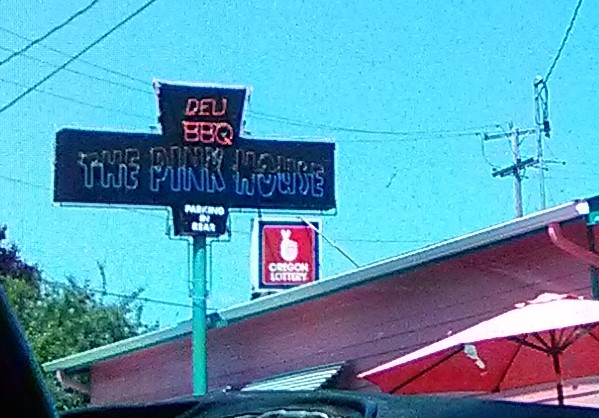 DELI
BBQ
THE PINK HOUSE
PARKING
IN
REAR
OREGON
LOTTERY